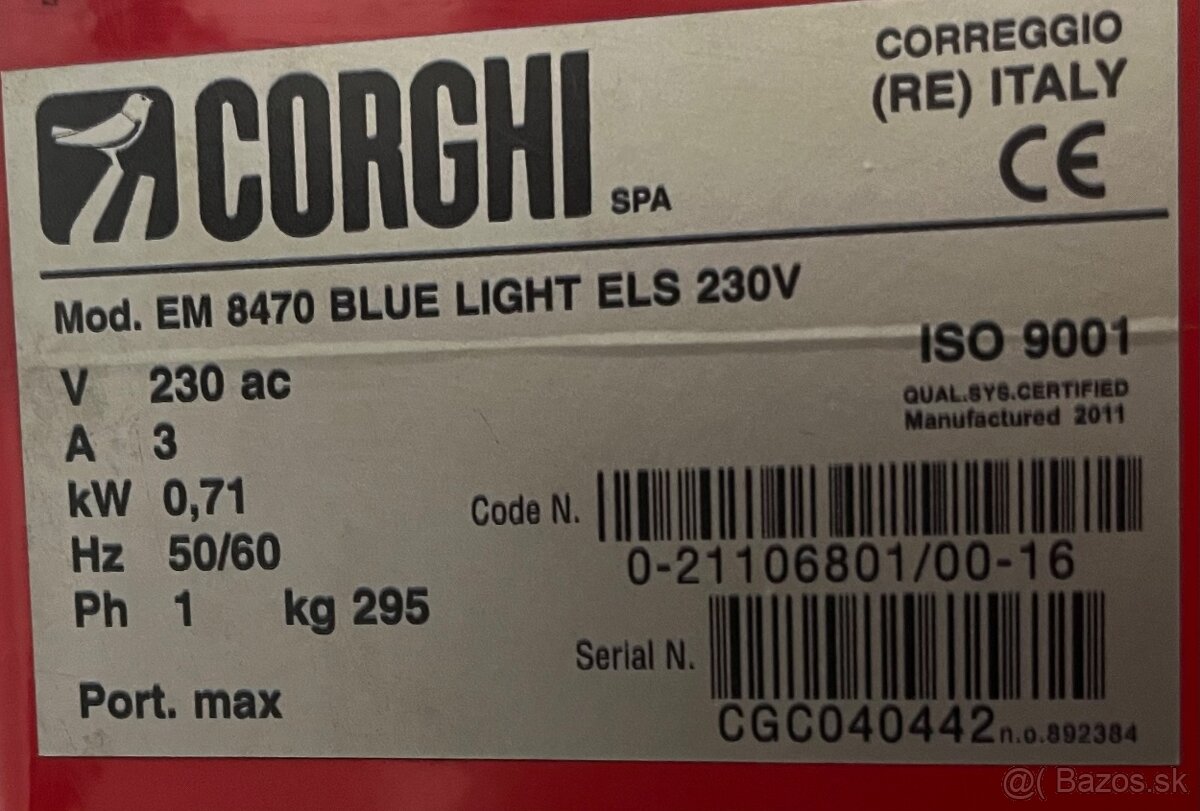 CORGHI SPA
CORREGGIO
(RE) ITALY
CE
Mod. EM 8470 BLUE LIGHT ELS 230V
V 230 ac
A 3
kW 0,71
Hz 50/60
Ph 1 kg 295
Port. max
ISO 9001
QUAL.SYS.CERTIFIED
Manufactured 2011
Code N.
0-21106801/00-16
Serial N.
CGC040442 n.o.892384
@( Bazos.sk